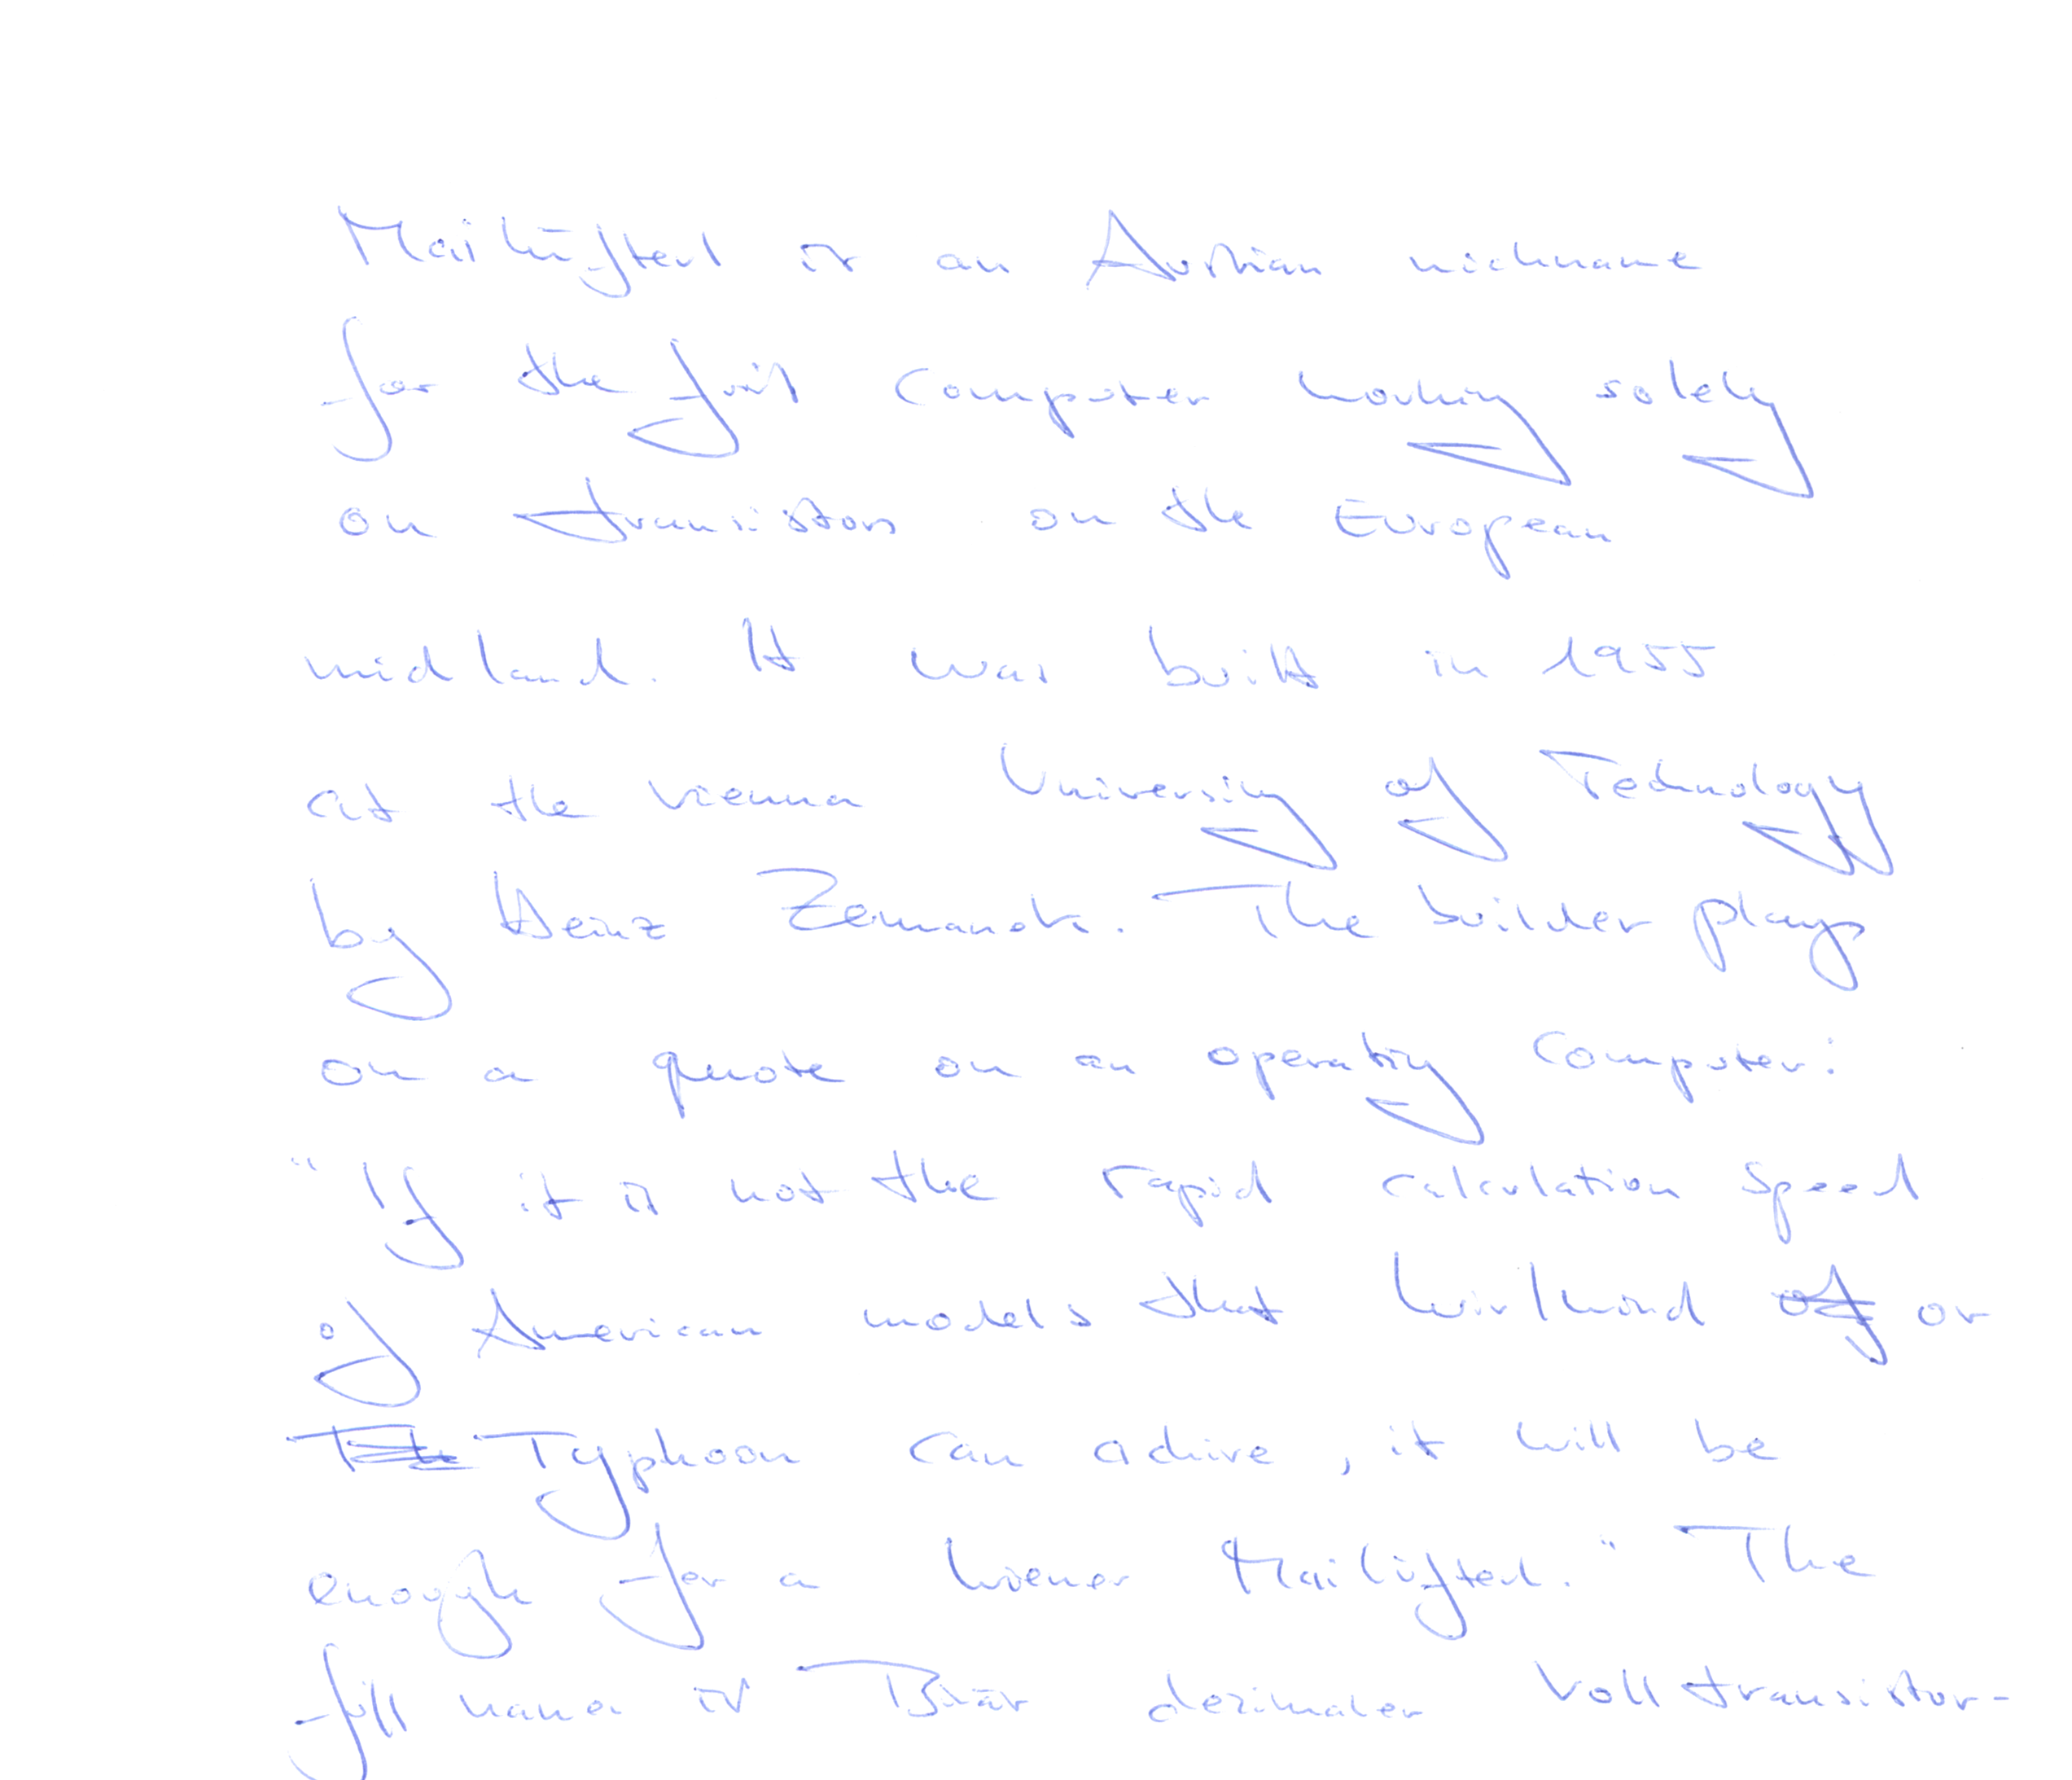 Mailüfterl is an Austrian nickname
for the first computer working solely
on transistors on the European
midland. It was built in 1955
at the Vienna University of Technology
by Heinz Zemanek. The builder plays
on a quote on an operating computer:
"If it is not the rapid calculation speed
of American models that Wirlwind of or
Typhoon can achive, it will be
enough for a Wiener Mailüfterl." The
full name is Binär dezimaler Volltransistor-